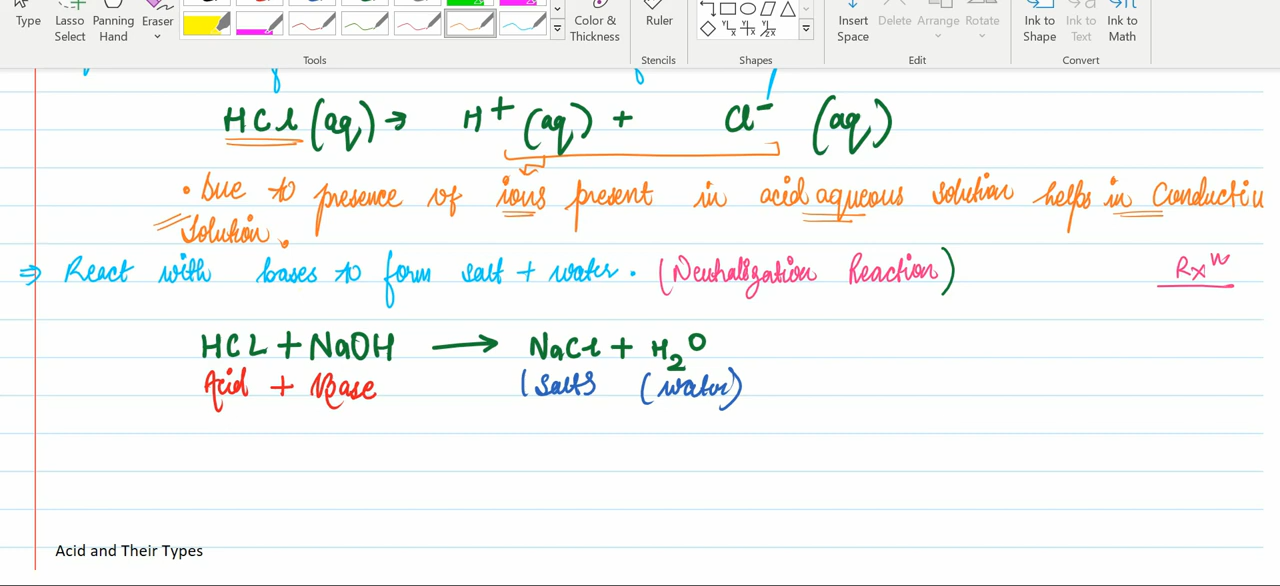 Type Lasso Select Panning Hand Eraser Color & Thickness Ruler Insert Space Delete Arrange Rotate Ink to Shape Ink to Text Ink to Math
Tools Stencils Shapes Edit Convert
HCl (aq) → H+ (aq) + Cl- (aq)
• Due to presence of ions present in acid aqueous solution helps in Conductiv
Solution.
⇒ React with bases to form salt + water. (Neutralization Reaction) Rxn
HCL + NaOH → NaCl + H2O
Acid + Base (Salts (water)
Acid and Their Types